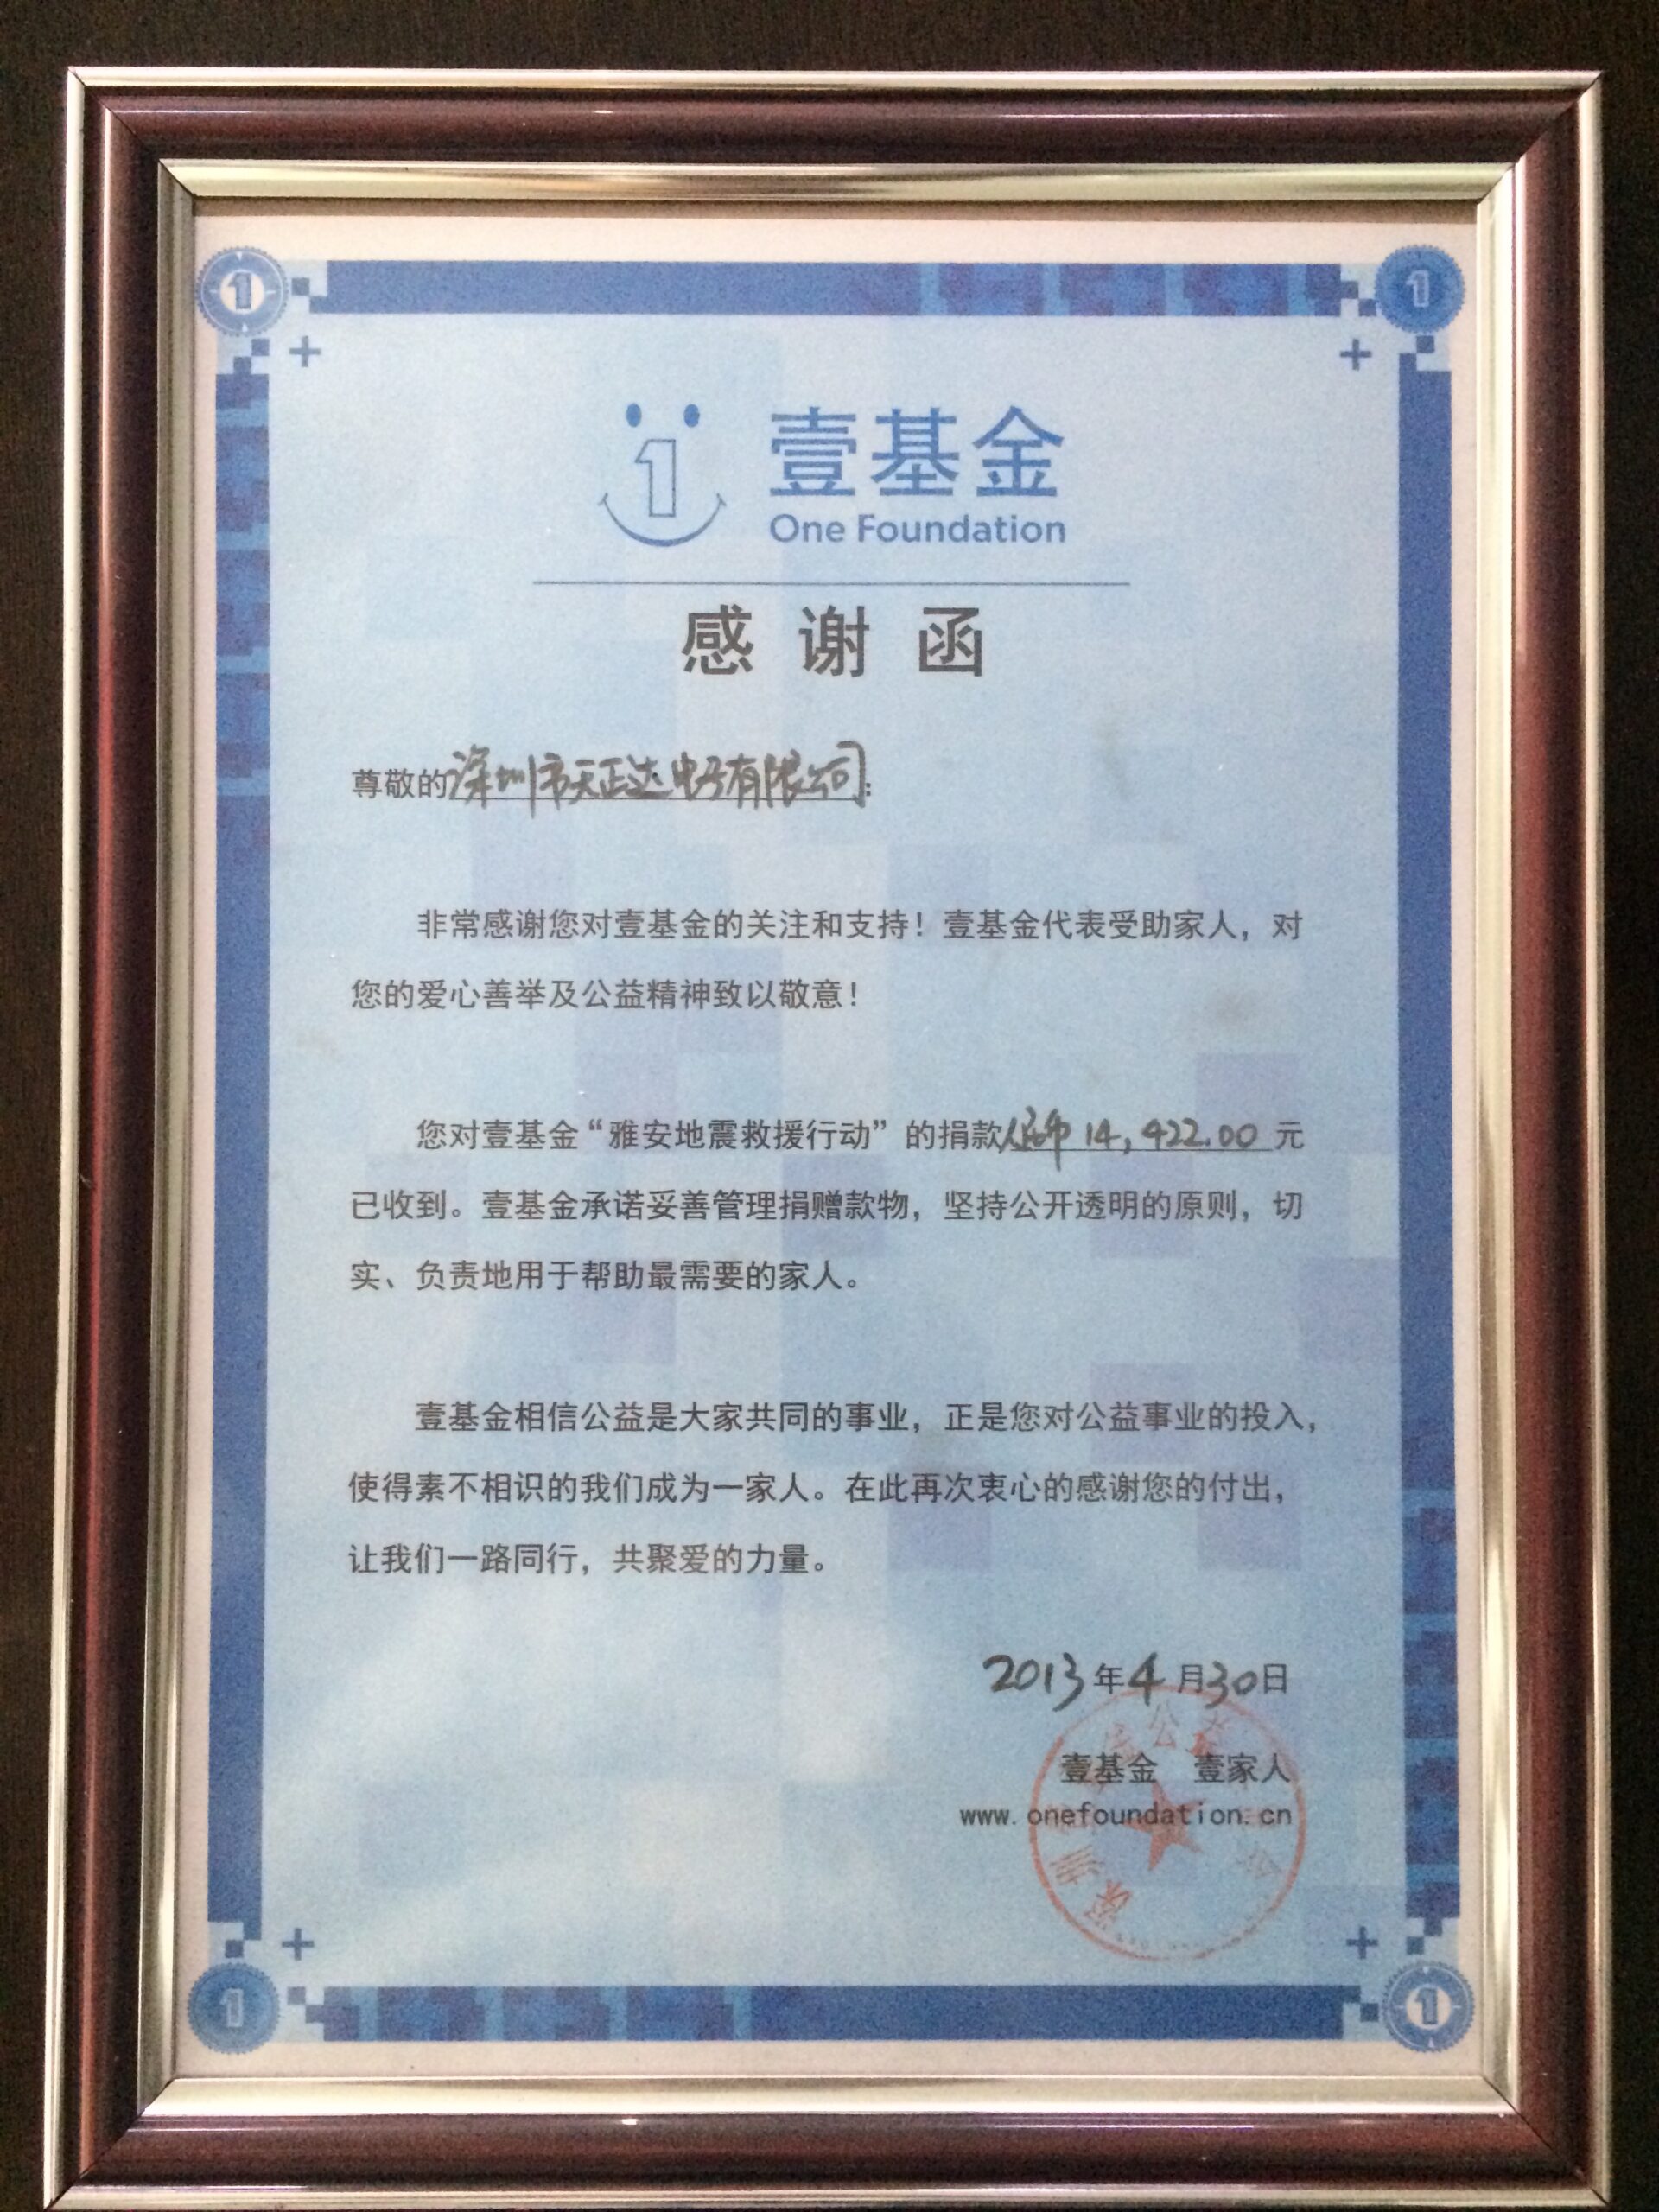 壹基金
One Foundation
感谢函
尊敬的深圳市天正达电子有限公司:
非常感谢您对壹基金的关注和支持！壹基金代表受助家人，对
您的爱心善举及公益精神致以敬意！
您对壹基金“雅安地震救援行动”的捐款人民币14,422.00元
已收到。壹基金承诺妥善管理捐赠款物，坚持公开透明的原则，切
实、负责地用于帮助最需要的家人。
壹基金相信公益是大家共同的事业，正是您对公益事业的投入，
使得素不相识的我们成为一家人。在此再次衷心的感谢您的付出，
让我们一路同行，共聚爱的力量。
2013年4月30日
壹基金 壹家人
www.onefoundation.cn